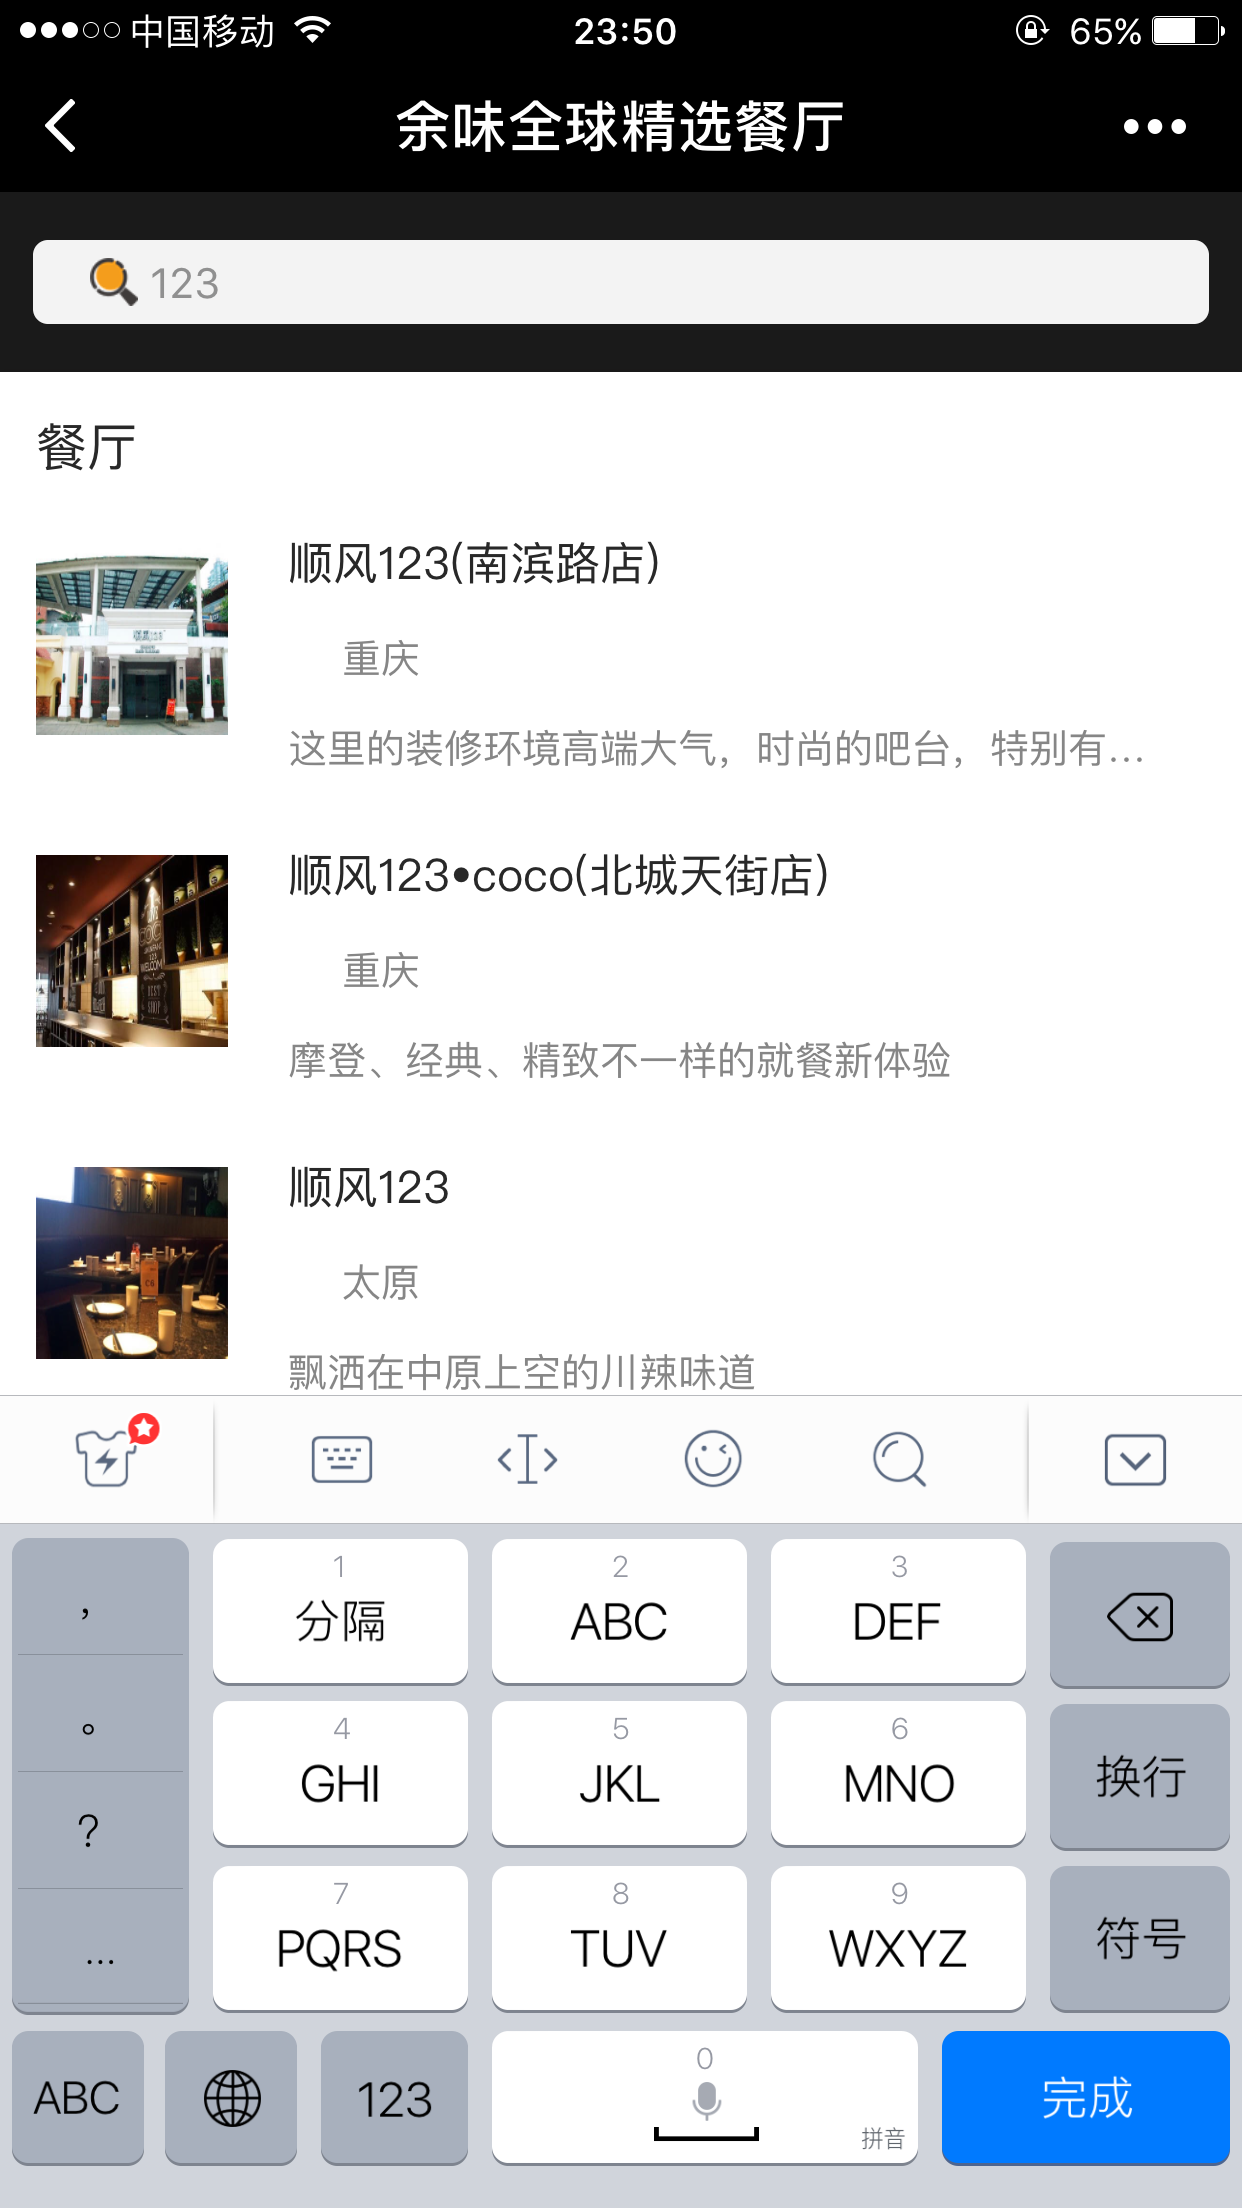 中国移动
23:50
65%
余味全球精选餐厅
123
餐厅
顺风123(南滨路店)
重庆
这里的装修环境高端大气，时尚的吧台，特别有...
顺风123•coco(北城天街店)
重庆
摩登、经典、精致不一样的就餐新体验
顺风123
太原
飘洒在中原上空的川辣味道
，
。
?
...
1
分隔
2
ABC
3
DEF
4
GHI
5
JKL
6
MNO
换行
7
PQRS
8
TUV
9
WXYZ
符号
ABC
123
0
拼音
完成